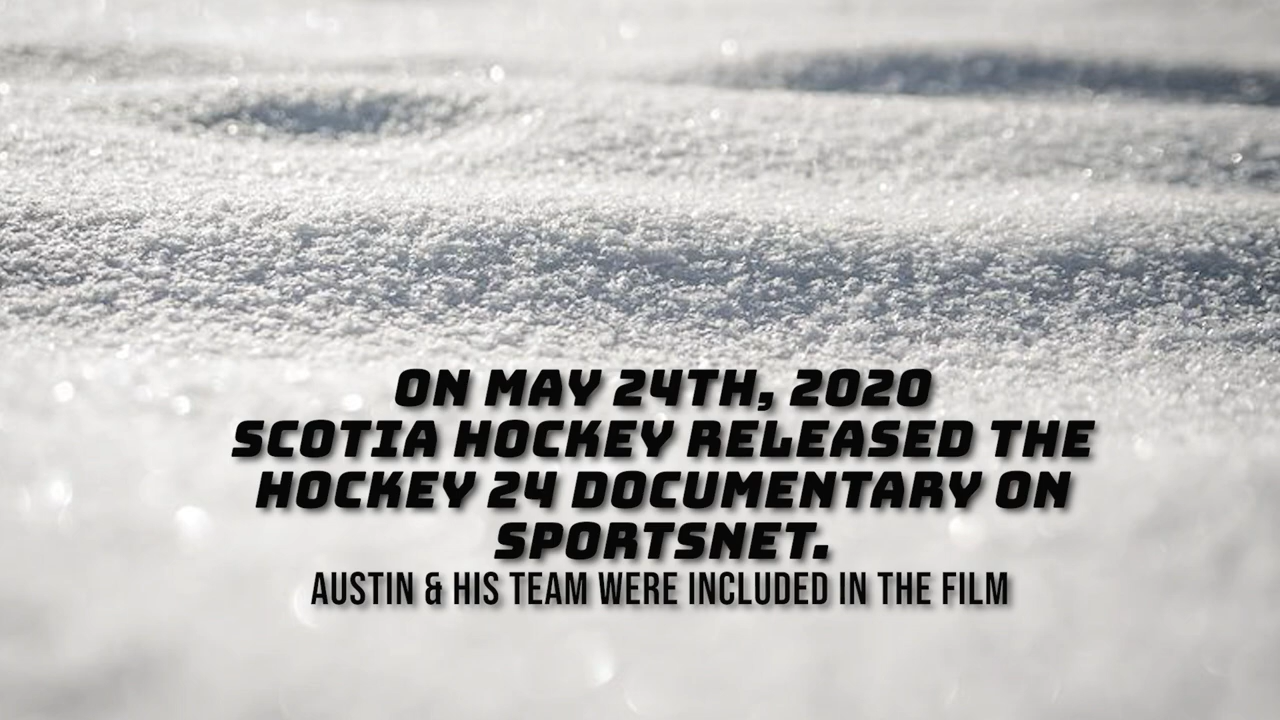 ON MAY 24TH, 2020
SCOTIA HOCKEY RELEASED THE
HOCKEY 24 DOCUMENTARY ON
SPORTSNET.
AUSTIN & HIS TEAM WERE INCLUDED IN THE FILM